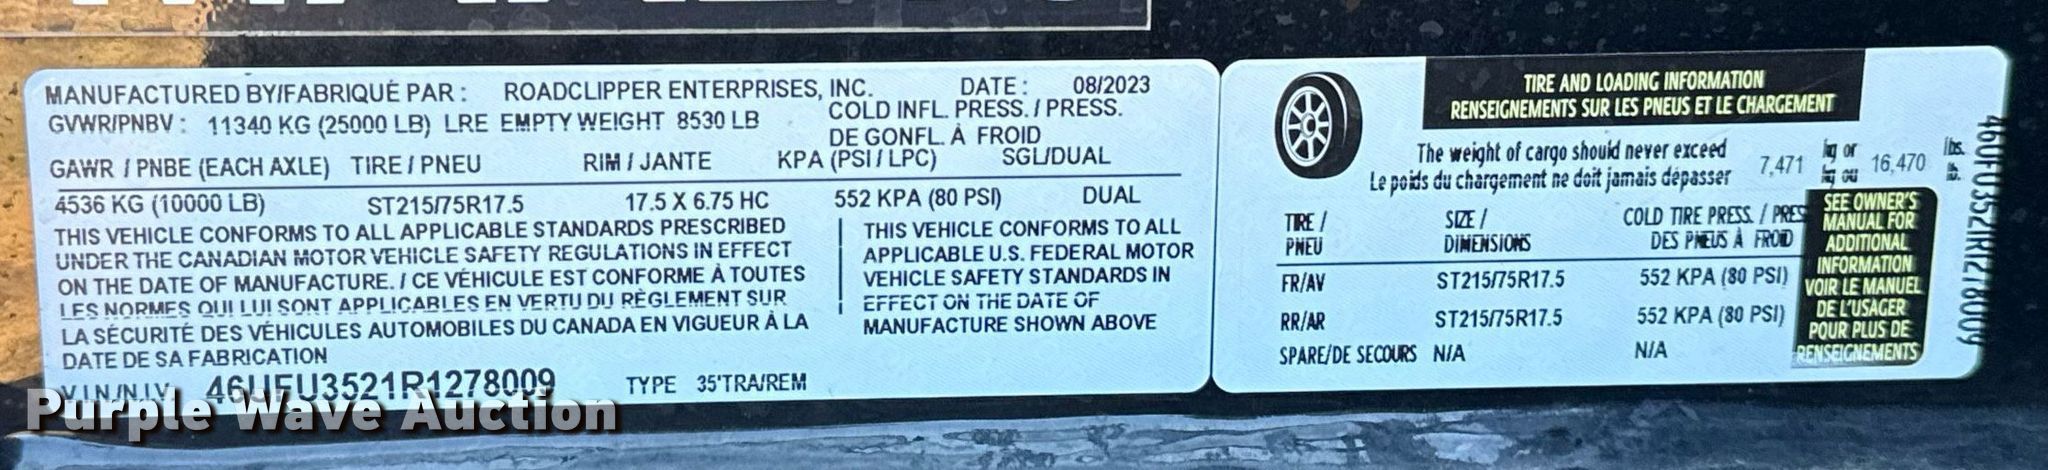 MANUFACTURED BY/FABRIQUÉ PAR : ROADCLIPPER ENTERPRISES, INC. DATE : 08/2023
GVWR/PNBV : 11340 KG (25000 LB) LRE EMPTY WEIGHT 8530 LB COLD INFL. PRESS. / PRESS.
DE GONFL. À FROID
GAWR / PNBE (EACH AXLE) TIRE / PNEU RIM / JANTE KPA (PSI / LPC) SGL/DUAL
4536 KG (10000 LB) ST215/75R17.5 17.5 X 6.75 HC 552 KPA (80 PSI) DUAL
THIS VEHICLE CONFORMS TO ALL APPLICABLE STANDARDS PRESCRIBED
UNDER THE CANADIAN MOTOR VEHICLE SAFETY REGULATIONS IN EFFECT
ON THE DATE OF MANUFACTURE. / CE VÉHICULE EST CONFORME À TOUTES
LES NORMES QUI LUI SONT APPLICABLES EN VERTU DU RÈGLEMENT SUR
LA SÉCURITÉ DES VÉHICULES AUTOMOBILES DU CANADA EN VIGUEUR À LA
DATE DE SA FABRICATION
THIS VEHICLE CONFORMS TO ALL
APPLICABLE U.S. FEDERAL MOTOR
VEHICLE SAFETY STANDARDS IN
EFFECT ON THE DATE OF
MANUFACTURE SHOWN ABOVE
V.I.N./N.I.V. 46UFU3521R1278009 TYPE 35'TRA/REM
TIRE AND LOADING INFORMATION
RENSEIGNEMENTS SUR LES PNEUS ET LE CHARGEMENT
The weight of cargo should never exceed 7,471 kg or 16,470 lbs.
Le poids du chargement ne doit jamais dépasser kg ou lb.
TIRE / SIZE / COLD TIRE PRESS. / PRES
PNEU DIMENSIONS DES PNEUS À FROID
FR/AV ST215/75R17.5 552 KPA (80 PSI)
RR/AR ST215/75R17.5 552 KPA (80 PSI)
SPARE/DE SECOURS N/A N/A
SEE OWNER'S
MANUAL FOR
ADDITIONAL
INFORMATION
VOIR LE MANUEL
DE L'USAGER
POUR PLUS DE
RENSEIGNEMENTS
46UFU3521R1278009
Purple Wave Auction